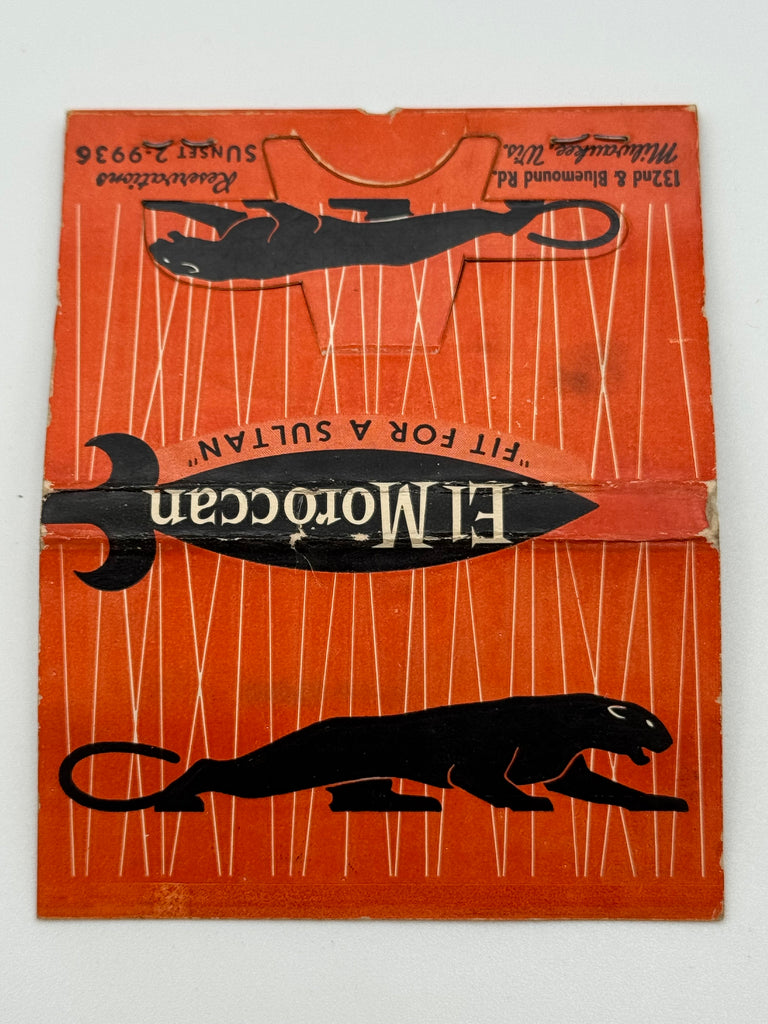 El Moroccan
"FIT FOR A SULTAN"
132nd & Bluemound Rd.
Milwaukee, Wis.
Reservations
SUNSET 2-9936